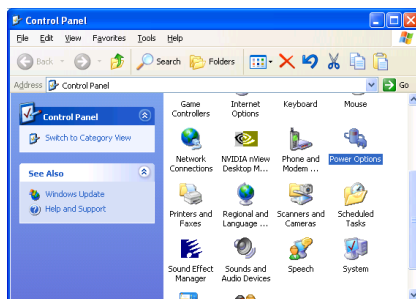 Control Panel
File Edit View Favorites Tools Help
Back Search Folders
Address Control Panel Go
Control Panel
Switch to Category View
See Also
Windows Update
Help and Support
Game Controllers
Internet Options
Keyboard
Mouse
Network Connections
NVIDIA nView Desktop M...
Phone and Modem ...
Power Options
Printers and Faxes
Regional and Language ...
Scanners and Cameras
Scheduled Tasks
Sound Effect Manager
Sounds and Audio Devices
Speech
System